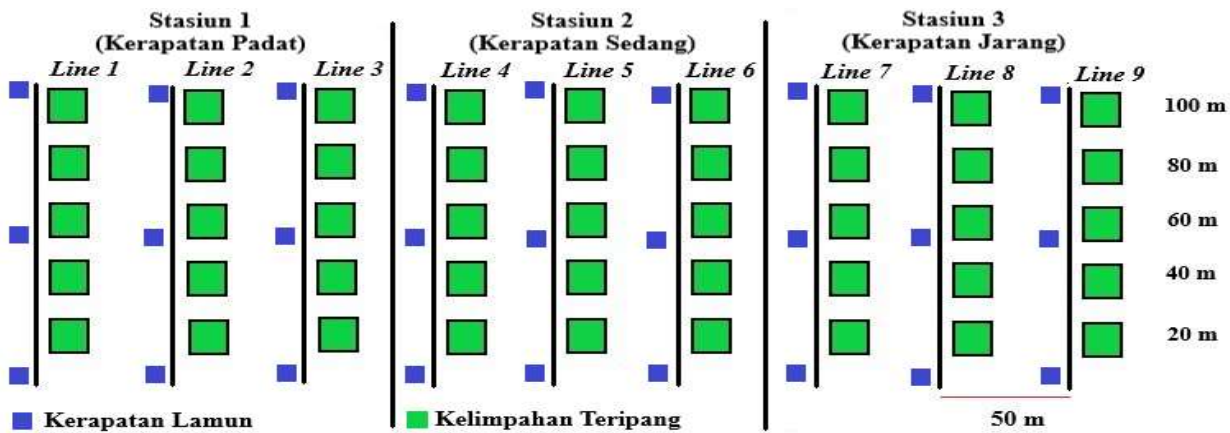 Stasiun 1
(Kerapatan Padat)
Line 1 Line 2 Line 3
Stasiun 2
(Kerapatan Sedang)
Line 4 Line 5 Line 6
Stasiun 3
(Kerapatan Jarang)
Line 7 Line 8 Line 9
100 m
80 m
60 m
40 m
20 m
50 m
Kerapatan Lamun
Kelimpahan Teripang